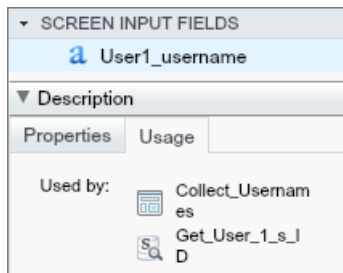 SCREEN INPUT FIELDS
a User1_username
Description
Properties Usage
Used by: Collect_Usernam
es
Get_User_1_s_I
D